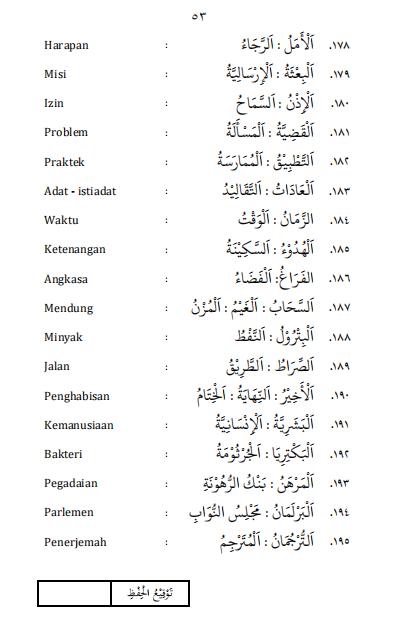 ٥٣
١٧٨. اَلْأَمَلُ : اَلرَّجَاءُ : Harapan
١٧٩. اَلْبِعْثَةُ : اَلْإِرْسَالِيَّةُ : Misi
١٨٠. اَلْإِذْنُ : اَلسَّمَاحُ : Izin
١٨١. اَلْقَضِيَّةُ : اَلْمَسْأَلَةُ : Problem
١٨٢. اَلتَّطْبِيْقُ : اَلْمُمَارَسَةُ : Praktek
١٨٣. اَلْعَادَاتُ : اَلتَّقَالِيْدُ : Adat - istiadat
١٨٤. اَلزَّمَانُ : اَلْوَقْتُ : Waktu
١٨٥. اَلْهُدُوْءُ : اَلسَّكِيْنَةُ : Ketenangan
١٨٦. اَلفَرَاغُ: اَلْفَضَاءُ : Angkasa
١٨٧. اَلسَّحَابُ : اَلْغَيْمُ : اَلْمُزْنُ : Mendung
١٨٨. اَلْبِتْرُوْلُ : اَلنَّفْطُ : Minyak
١٨٩. اَلصِّرَاطُ : اَلطَّرِيْقُ : Jalan
١٩٠. اَلْأَخِيْرُ : اَلنِّهَايَةُ : اَلْخِتَامُ : Penghabisan
١٩١. اَلْبَشَرِيَّةُ : اَلْإِنْسَانِيَّةُ : Kemanusiaan
١٩٢. اَلْبَكْتِرِيَا : اَلْجُرْثُوْمَةُ : Bakteri
١٩٣. اَلْمَرْهَنُ : بَنْكُ الرُّهُوْنَةِ : Pegadaian
١٩٤. اَلْبَرْلَمَانُ : مَجْلِسُ النُّوَابِ : Parlemen
١٩٥. اَلتُّرْجُمَانُ : اَلْمُتَرْجِمُ : Penerjemah
تَوْقِيْعُ الْحِفْظِ